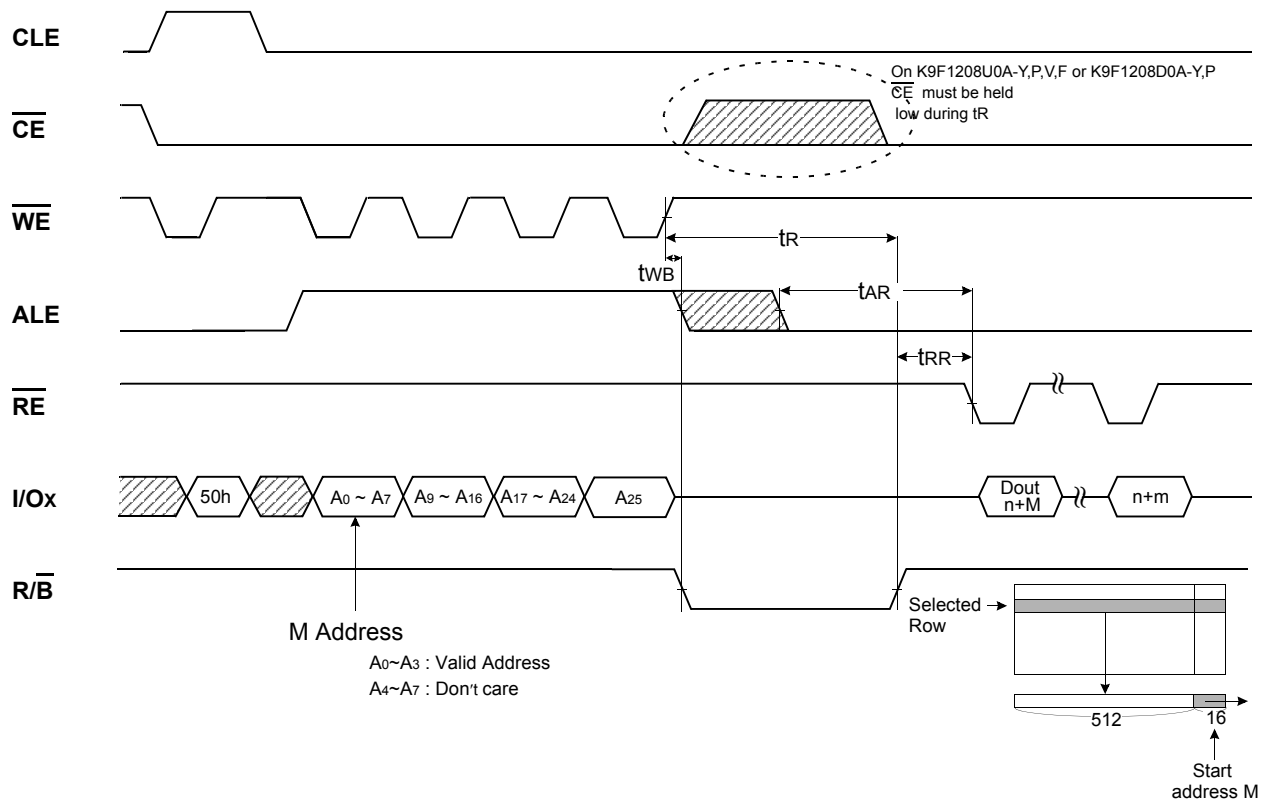 CLE
On K9F1208U0A-Y,P,V,F or K9F1208D0A-Y,P
CE must be held
low during tR
CE
WE
tR
tWB
tAR
ALE
tRR
RE
I/Ox
50h
A0 ~ A7
A9 ~ A16
A17 ~ A24
A25
Dout
n+M
n+m
R/B
Selected
Row
M Address
A0~A3 : Valid Address
A4~A7 : Don't care
512
16
Start
address M